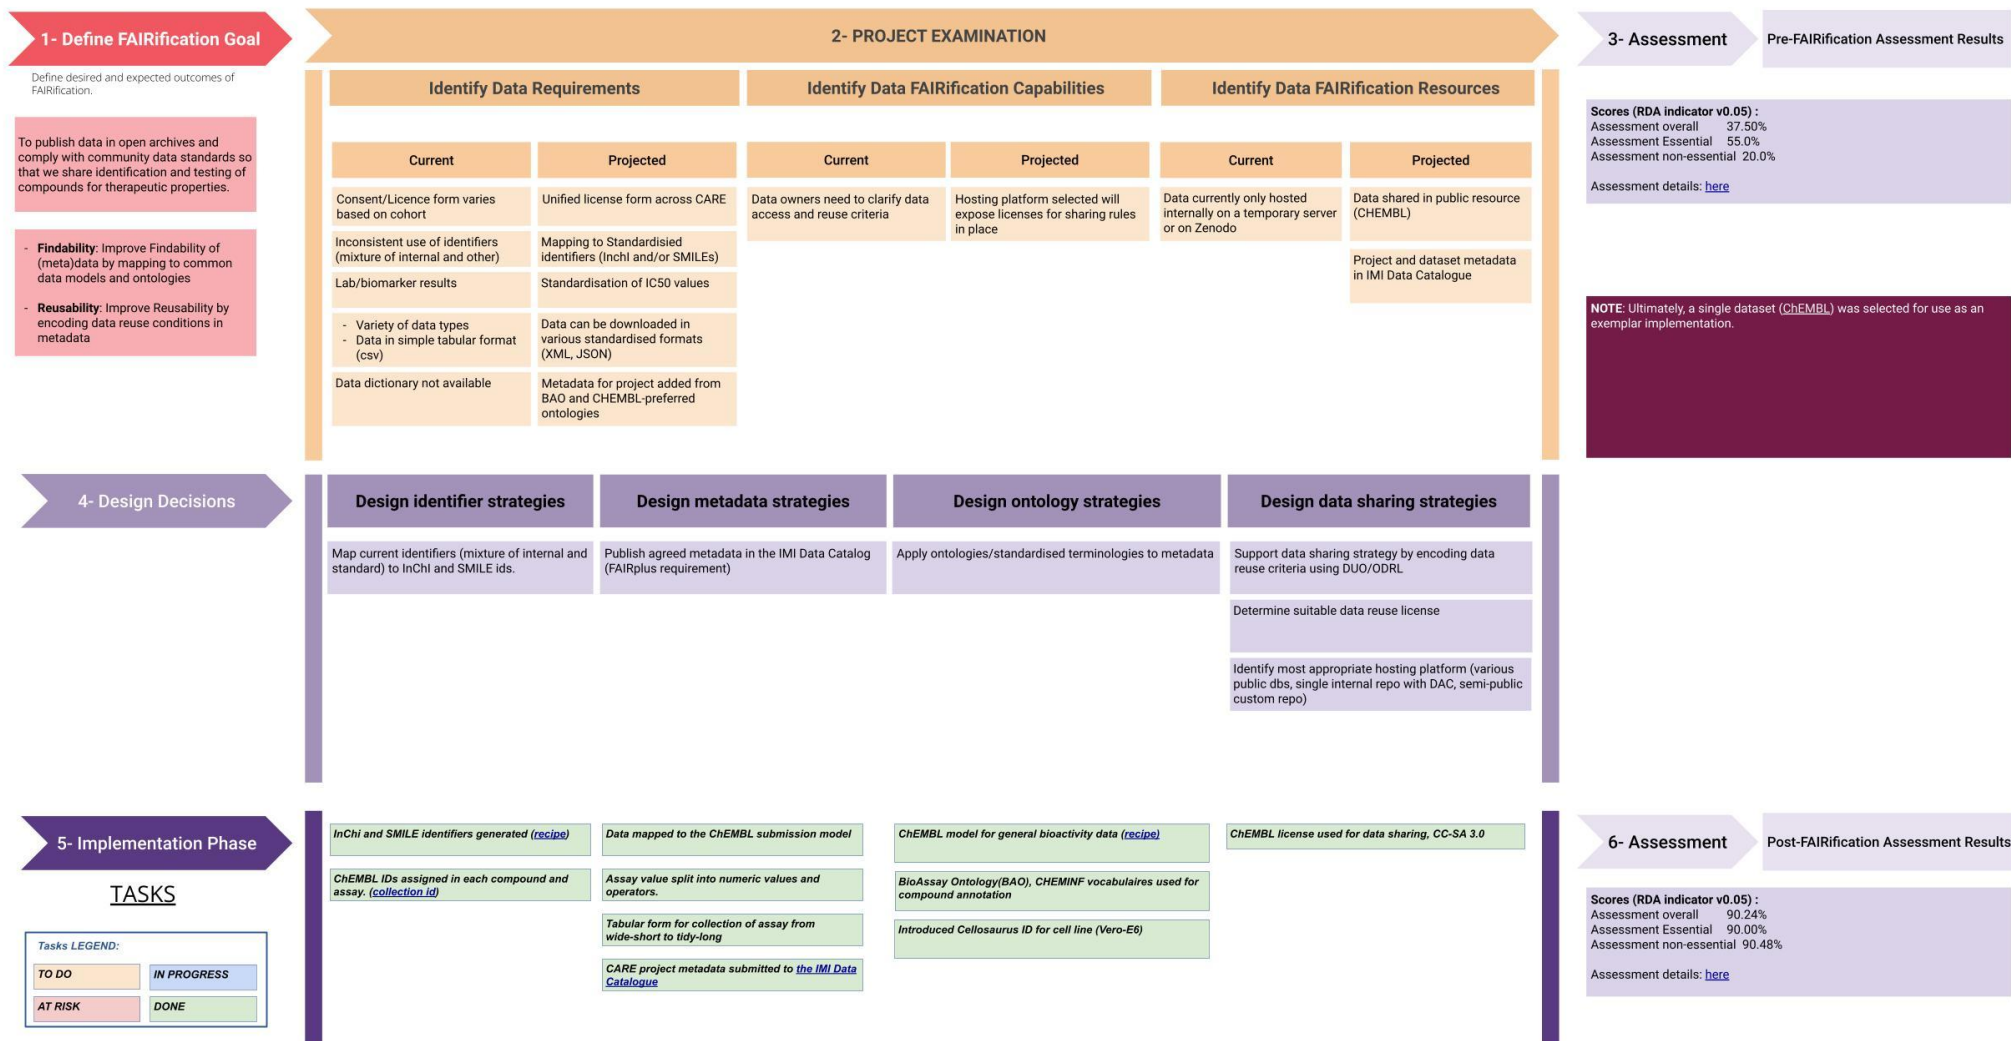 1- Define FAIRification Goal
Define desired and expected outcomes of
FAIRification.
To publish data in open archives and
comply with community data standards so
that we share identification and testing of
compounds for therapeutic properties.
- Findability: Improve Findability of
(meta)data by mapping to common
data models and ontologies
- Reusability: Improve Reusability by
encoding data reuse conditions in
metadata
2- PROJECT EXAMINATION
Identify Data Requirements
Current
Consent/Licence form varies
based on cohort
Inconsistent use of identifiers
(mixture of internal and other)
Lab/biomarker results
- Variety of data types
- Data in simple tabular format
(csv)
Data dictionary not available
Projected
Unified license form across CARE
Mapping to Standardisied
identifiers (InchI and/or SMILEs)
Standardisation of IC50 values
Data can be downloaded in
various standardised formats
(XML, JSON)
Metadata for project added from
BAO and CHEMBL-preferred
ontologies
Identify Data FAIRification Capabilities
Current
Data owners need to clarify data
access and reuse criteria
Projected
Hosting platform selected will
expose licenses for sharing rules
in place
Identify Data FAIRification Resources
Current
Data currently only hosted
internally on a temporary server
or on Zenodo
Projected
Data shared in public resource
(CHEMBL)
Project and dataset metadata
in IMI Data Catalogue
3- Assessment
Pre-FAIRification Assessment Results
Scores (RDA indicator v0.05) :
Assessment overall 37.50%
Assessment Essential 55.0%
Assessment non-essential 20.0%
Assessment details: here
NOTE: Ultimately, a single dataset (ChEMBL) was selected for use as an
exemplar implementation.
4- Design Decisions
Design identifier strategies
Map current identifiers (mixture of internal and
standard) to InChI and SMILE ids.
Design metadata strategies
Publish agreed metadata in the IMI Data Catalog
(FAIRplus requirement)
Design ontology strategies
Apply ontologies/standardised terminologies to metadata
Design data sharing strategies
Support data sharing strategy by encoding data
reuse criteria using DUO/ODRL
Determine suitable data reuse license
Identify most appropriate hosting platform (various
public dbs, single internal repo with DAC, semi-public
custom repo)
5- Implementation Phase
TASKS
Tasks LEGEND:
TO DO
IN PROGRESS
AT RISK
DONE
InChi and SMILE identifiers generated (recipe)
ChEMBL IDs assigned in each compound and
assay. (collection id)
Data mapped to the ChEMBL submission model
Assay value split into numeric values and
operators.
Tabular form for collection of assay from
wide-short to tidy-long
CARE project metadata submitted to the IMI Data
Catalogue
ChEMBL model for general bioactivity data (recipe)
BioAssay Ontology(BAO), CHEMINF vocabulaires used for
compound annotation
Introduced Cellosaurus ID for cell line (Vero-E6)
ChEMBL license used for data sharing, CC-SA 3.0
6- Assessment
Post-FAIRification Assessment Results
Scores (RDA indicator v0.05) :
Assessment overall 90.24%
Assessment Essential 90.00%
Assessment non-essential 90.48%
Assessment details: here